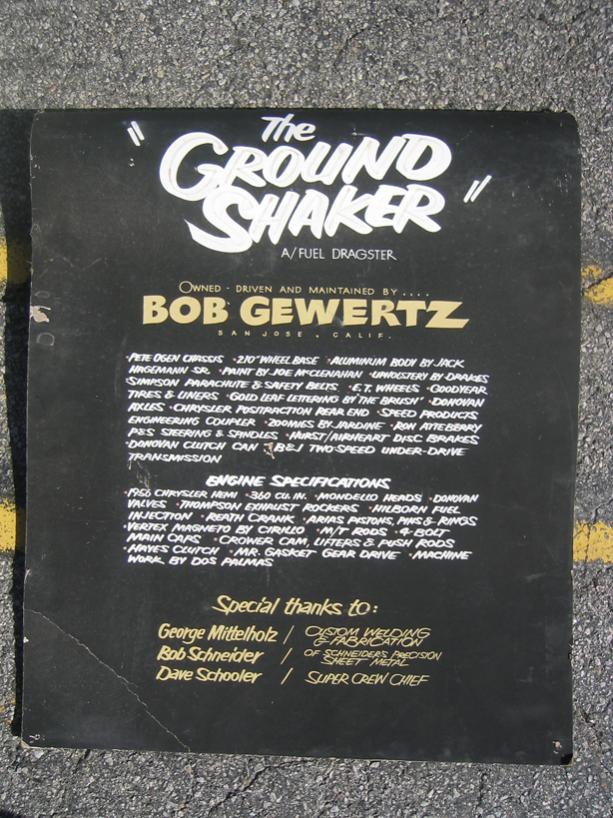 "The
GROUND
SHAKER"
A/FUEL DRAGSTER
OWNED · DRIVEN AND MAINTAINED BY....
BOB GEWERTZ
SAN JOSE . CALIF.
·PETE OGEN CHASSIS ·210" WHEEL BASE ·ALUMINUM BODY BY JACK
HAGEMANN SR. ·PAINT BY JOE McCLENAHAN ·UPHOLSTERY BY DRAKES
·SIMPSON PARACHUTE & SAFETY BELTS ·E.T. WHEELS ·GOODYEAR
TIRES & LINERS ·GOLD LEAF LETTERING BY 'THE BRUSH' ·DONOVAN
AXLES ·CHRYSLER POSITRACTION REAR END ·SPEED PRODUCTS
ENGINEERING COUPLER ·ZOOMIES BY JARDINE ·RON ATTEBERRY
P&S STEERING & SPINDLES ·HURST/AIRHEART DISC BRAKES
·DONOVAN CLUTCH CAN ·B&J TWO-SPEED UNDER-DRIVE
TRANSMISSION
ENGINE SPECIFICATIONS
·1956 CHRYSLER HEMI ·360 CU. IN. ·MONDELLO HEADS ·DONOVAN
VALVES ·THOMPSON EXHAUST ROCKERS ·HILBORN FUEL
INJECTION ·REATH CRANK ·ARIAS PISTONS, PINS & RINGS
·VERTEX MAGNETO BY CIRILLO ·M/T RODS ·4-BOLT
MAIN CAPS ·CROWER CAM, LIFTERS & PUSH RODS
·HAYES CLUTCH ·MR. GASKET GEAR DRIVE ·MACHINE
WORK BY DOS PALMAS
Special thanks to:
George Mittelholz / CUSTOM WELDING & FABRICATION
Bob Schneider / OF SCHNEIDER'S PRECISION SHEET METAL
Dave Schooler / SUPER CREW CHIEF